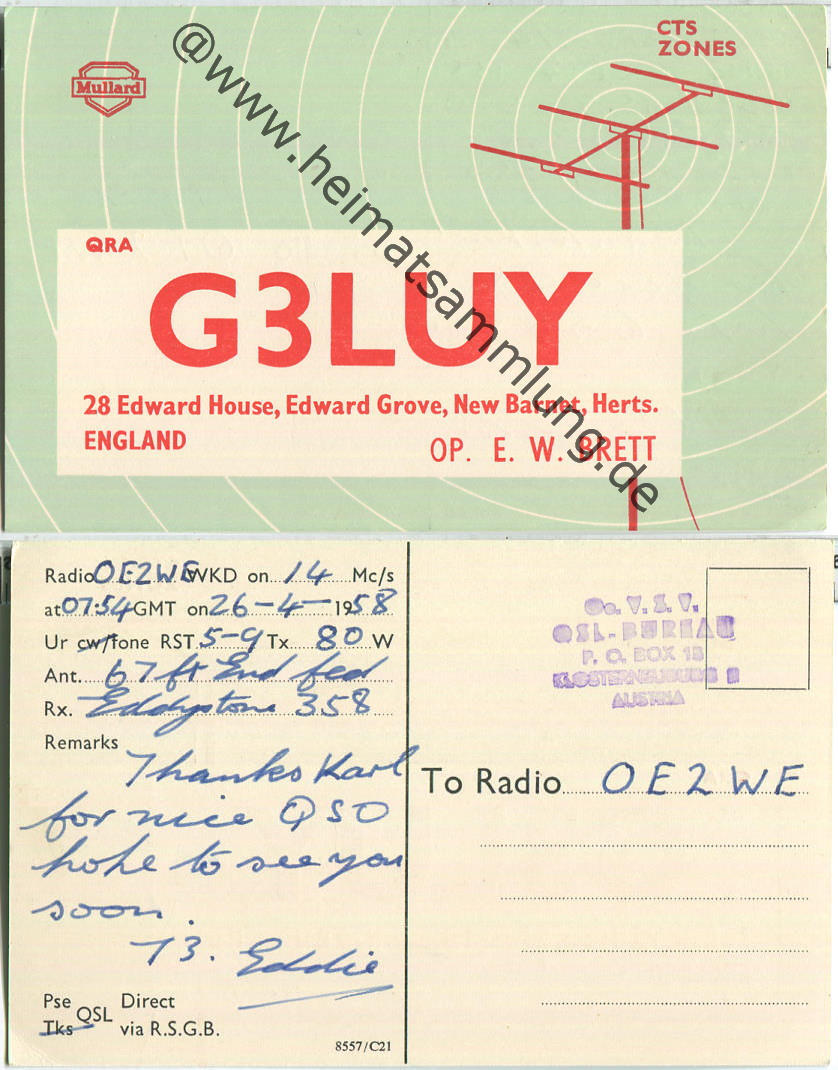 CTS
ZONES
Mullard
@www.heimatsammlung.de
QRA
G3LUY
28 Edward House, Edward Grove, New Barnet, Herts.
ENGLAND
OP. E. W. BRETT
Radio OE2WE WKD on 14 Mc/s
at 07.54 GMT on 26-4-1958
Ur cw/fone RST 5-9 Tx 80 W
Ant. 67 ft End fed
Rx. Eddystone 358
Remarks
Thanks Karl
for nice QSO
hope to see you
soon.
73. Eddie
Pse
Tks QSL Direct
via R.S.G.B.
8557/C21
Oe. V. S. V.
QSL-BUREAU
P. O. BOX 18
KLOSTERNEUBURG II
AUSTRIA
To Radio OE2WE